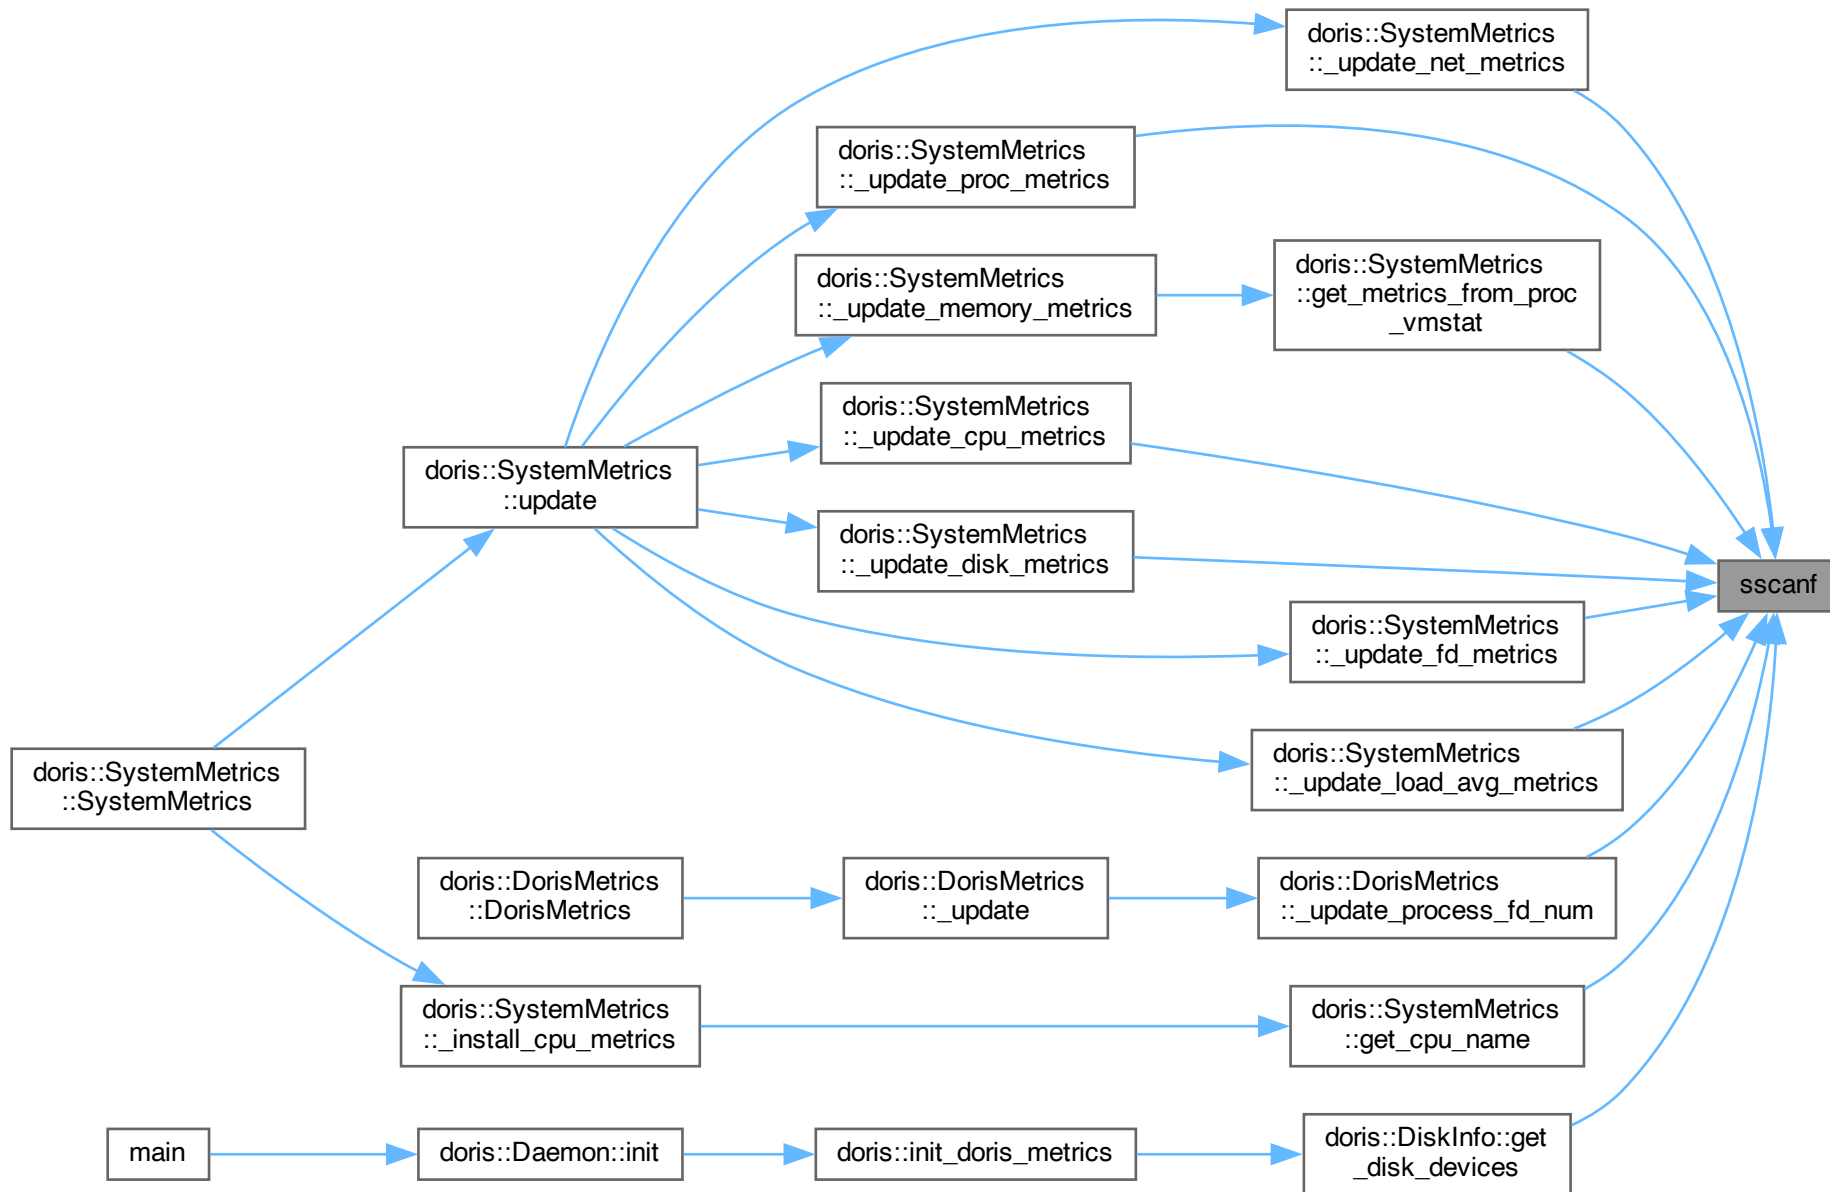 doris::SystemMetrics
::_update_net_metrics
doris::SystemMetrics
::_update_proc_metrics
doris::SystemMetrics
::get_metrics_from_proc
_vmstat
doris::SystemMetrics
::_update_memory_metrics
doris::SystemMetrics
::_update_cpu_metrics
doris::SystemMetrics
::update
doris::SystemMetrics
::_update_disk_metrics
sscanf
doris::SystemMetrics
::_update_fd_metrics
doris::SystemMetrics
::_update_load_avg_metrics
doris::SystemMetrics
::SystemMetrics
doris::DorisMetrics
::DorisMetrics
doris::DorisMetrics
::_update
doris::DorisMetrics
::_update_process_fd_num
doris::SystemMetrics
::_install_cpu_metrics
doris::SystemMetrics
::get_cpu_name
main
doris::Daemon::init
doris::init_doris_metrics
doris::DiskInfo::get
_disk_devices